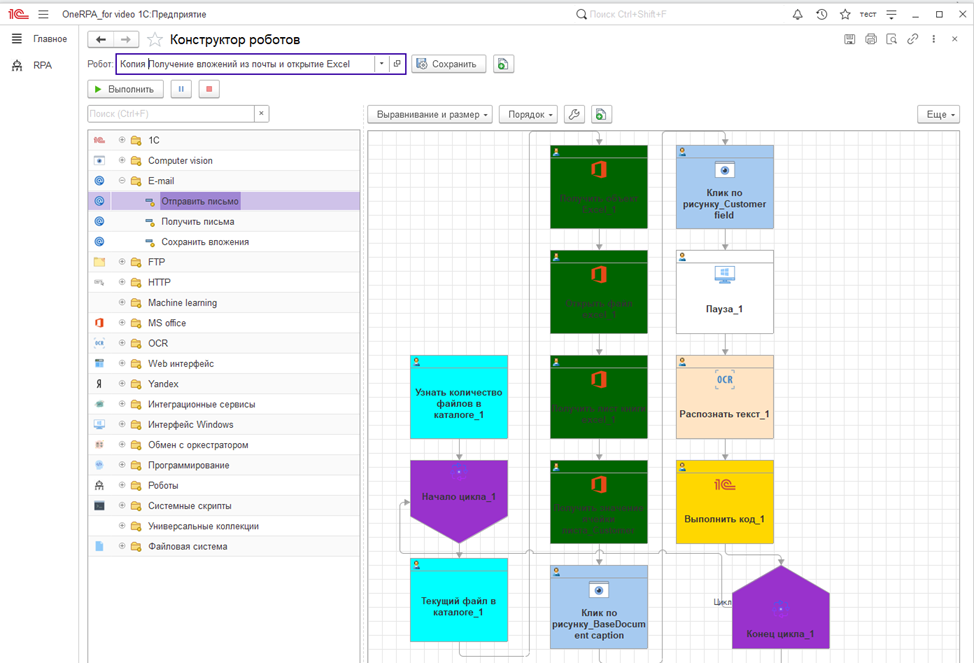 OneRPA_for video 1С:Предприятие
Поиск Ctrl+Shift+F
тест
Главное
RPA
Конструктор роботов
Робот: Копия Получение вложений из почты и открытие Excel
Сохранить
Выполнить
Поиск (Ctrl+F)
Выравнивание и размер
Порядок
Еще
1С
Computer vision
E-mail
Отправить письмо
Получить письма
Сохранить вложения
FTP
HTTP
Machine learning
MS office
OCR
Web интерфейс
Yandex
Интеграционные сервисы
Интерфейс Windows
Обмен с оркестратором
Программирование
Роботы
Системные скрипты
Универсальные коллекции
Файловая система
Узнать количество
файлов в
каталоге_1
Начало цикла_1
Текущий файл в
каталоге_1
Получить объект
Excel_1
Открыть файл
excel_1
Получить лист книги
excel_1
Получить значение
Клик по
рисунку_BaseDocum
ent caption
Клик по
рисунку_Customer
field
Пауза_1
OCR
Распознать текст_1
Выполнить код_1
Цикл
Конец цикла_1